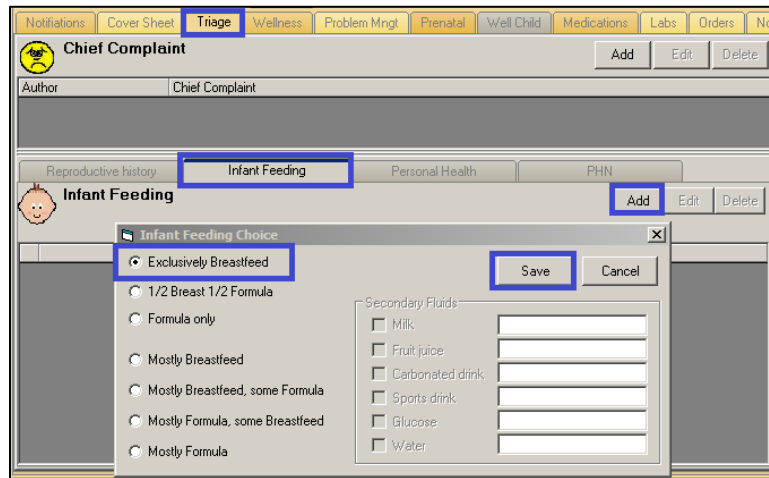 Notifiations Cover Sheet Triage Wellness Problem Mngt Prenatal Well Child Medications Labs Orders
Chief Complaint Add Edit Delete
Author Chief Complaint
Reproductive history Infant Feeding Personal Health PHN
Infant Feeding Add Edit Delete
Infant Feeding Choice
Exclusively Breastfeed Save Cancel
1/2 Breast 1/2 Formula
Secondary Fluids
Formula only Milk
Fruit juice
Mostly Breastfeed
Carbonated drink
Mostly Breastfeed, some Formula Sports drink
Mostly Formula, some Breastfeed Glucose
Mostly Formula Water